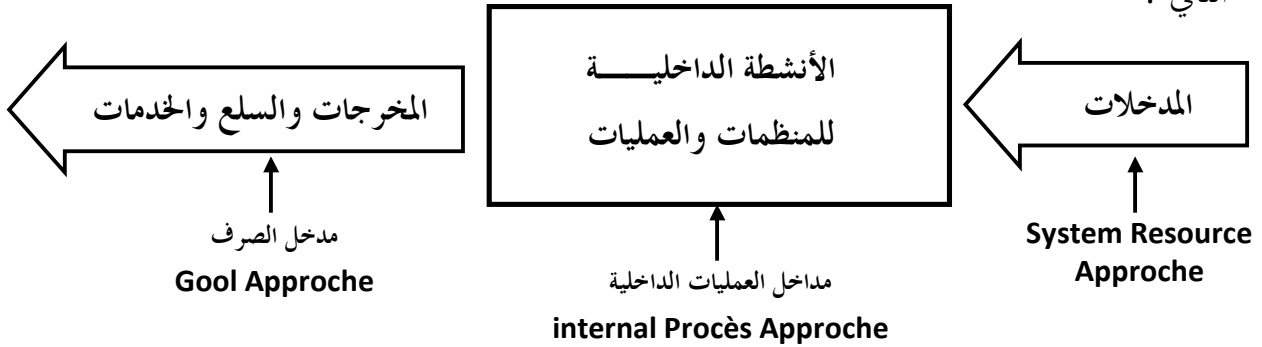 التالي :
المدخلات
الأنشطة الداخليــــــة
للمنظمات والعمليات
المخرجات والسلع والخدمات
System Resource
Approche
مداخل العمليات الداخلية
internal Procès Approche
مدخل الصرف
Gool Approche